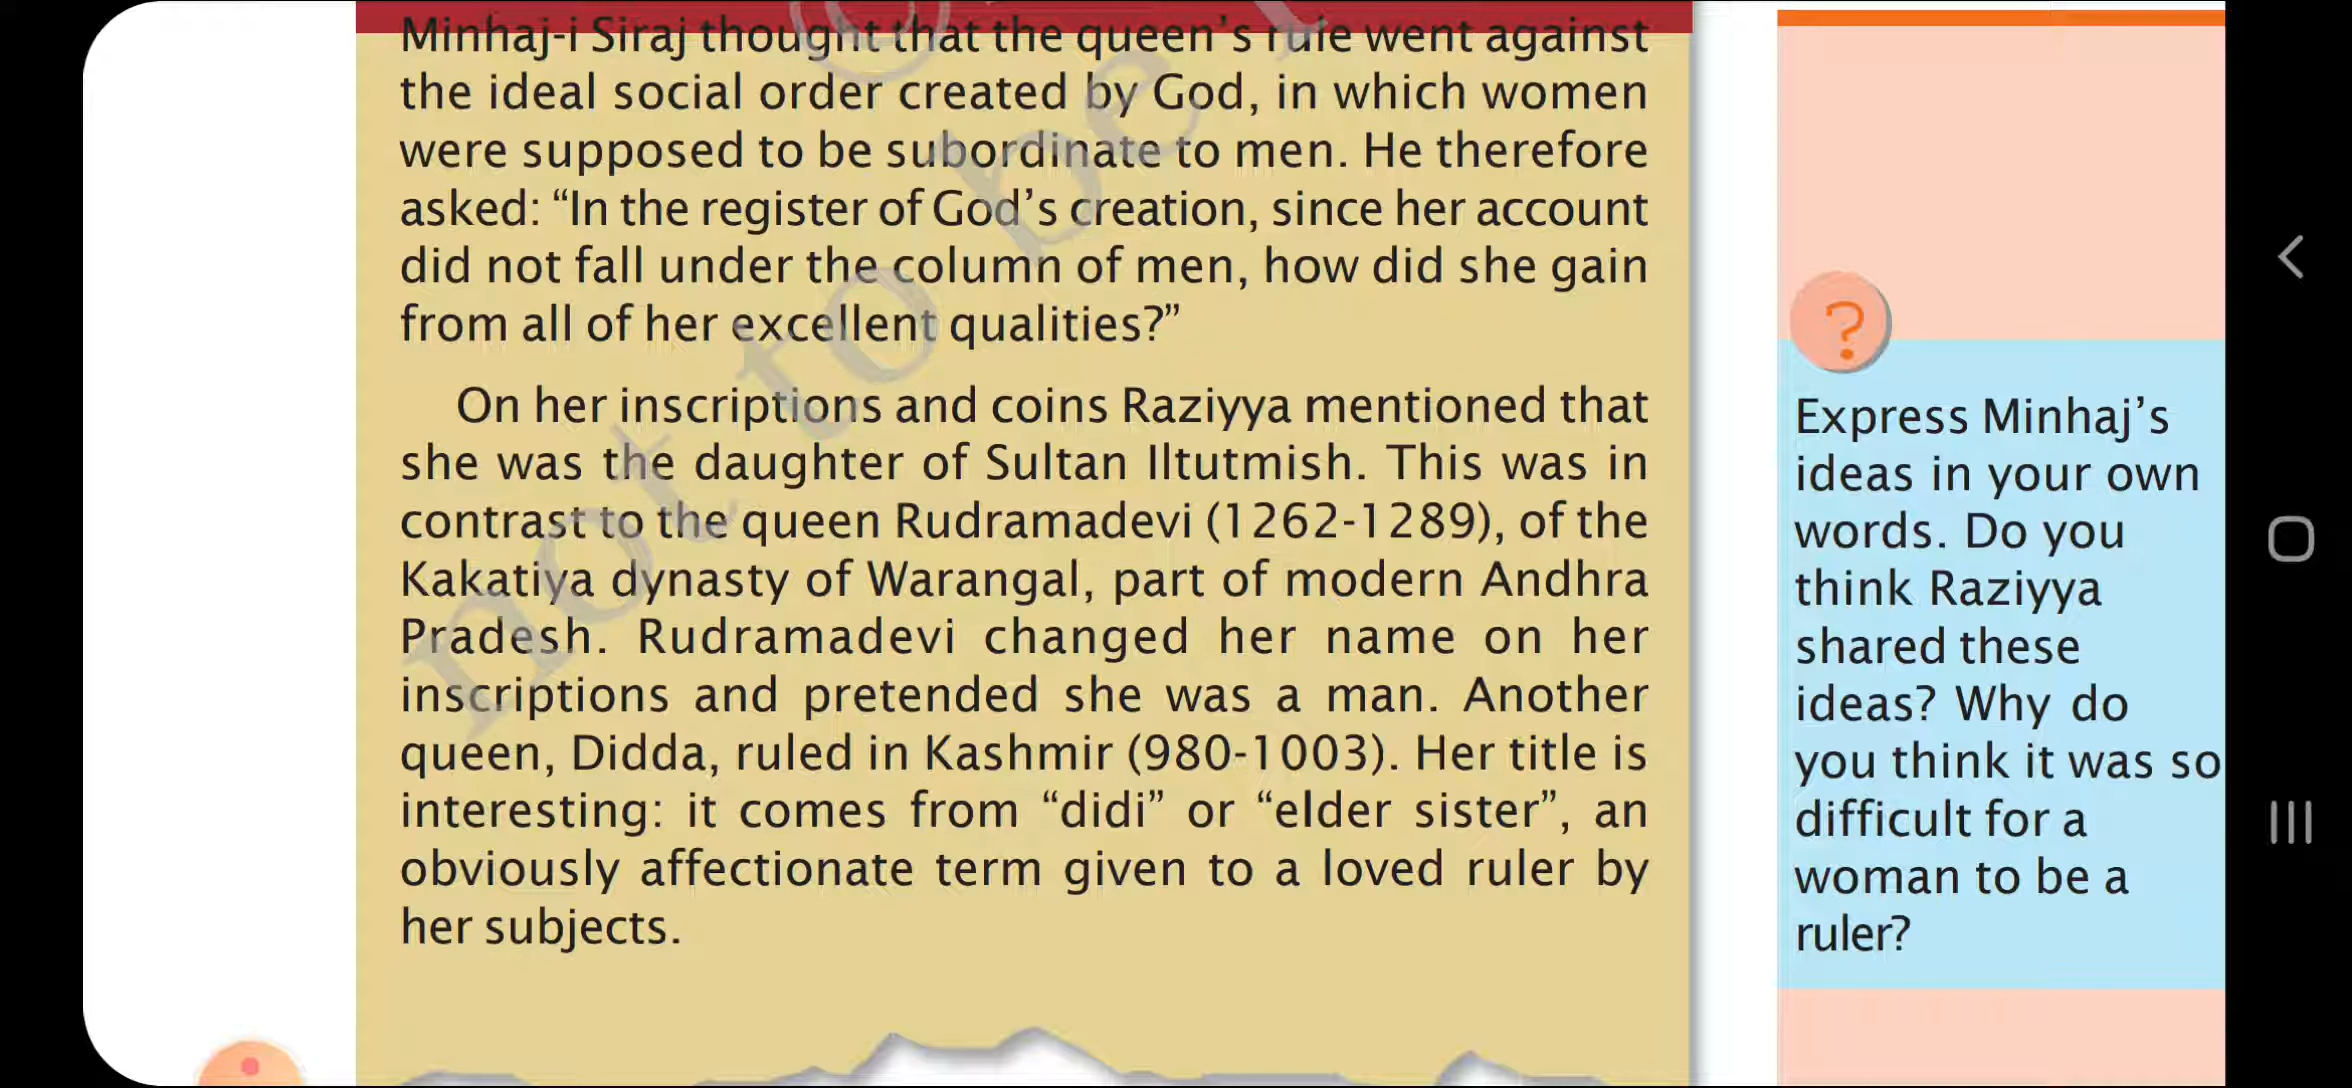 Minhaj-i Siraj thought that the queen's rule went against
the ideal social order created by God, in which women
were supposed to be subordinate to men. He therefore
asked: “In the register of God’s creation, since her account
did not fall under the column of men, how did she gain
from all of her excellent qualities?”
On her inscriptions and coins Raziyya mentioned that
she was the daughter of Sultan Iltutmish. This was in
contrast to the queen Rudramadevi (1262-1289), of the
Kakatiya dynasty of Warangal, part of modern Andhra
Pradesh. Rudramadevi changed her name on her
inscriptions and pretended she was a man. Another
queen, Didda, ruled in Kashmir (980-1003). Her title is
interesting: it comes from “didi” or “elder sister”, an
obviously affectionate term given to a loved ruler by
her subjects.
?
Express Minhaj’s
ideas in your own
words. Do you
think Raziyya
shared these
ideas? Why do
you think it was so
difficult for a
woman to be a
ruler?
not to be